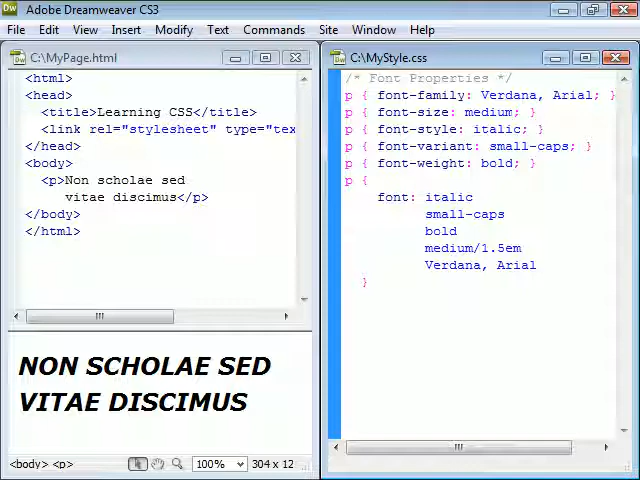 Dw Adobe Dreamweaver CS3
File Edit View Insert Modify Text Commands Site Window Help
C:\MyPage.html
<html>
<head>
<title>Learning CSS</title>
<link rel="stylesheet" type="tex
</head>
<body>
<p>Non scholae sed
vitae discimus</p>
</body>
</html>
NON SCHOLAE SED
VITAE DISCIMUS
<body> <p> 100% 304 x 12
C:\MyStyle.css
/* Font Properties */
p { font-family: Verdana, Arial; }
p { font-size: medium; }
p { font-style: italic; }
p { font-variant: small-caps; }
p { font-weight: bold; }
p {
font: italic
small-caps
bold
medium/1.5em
Verdana, Arial
}